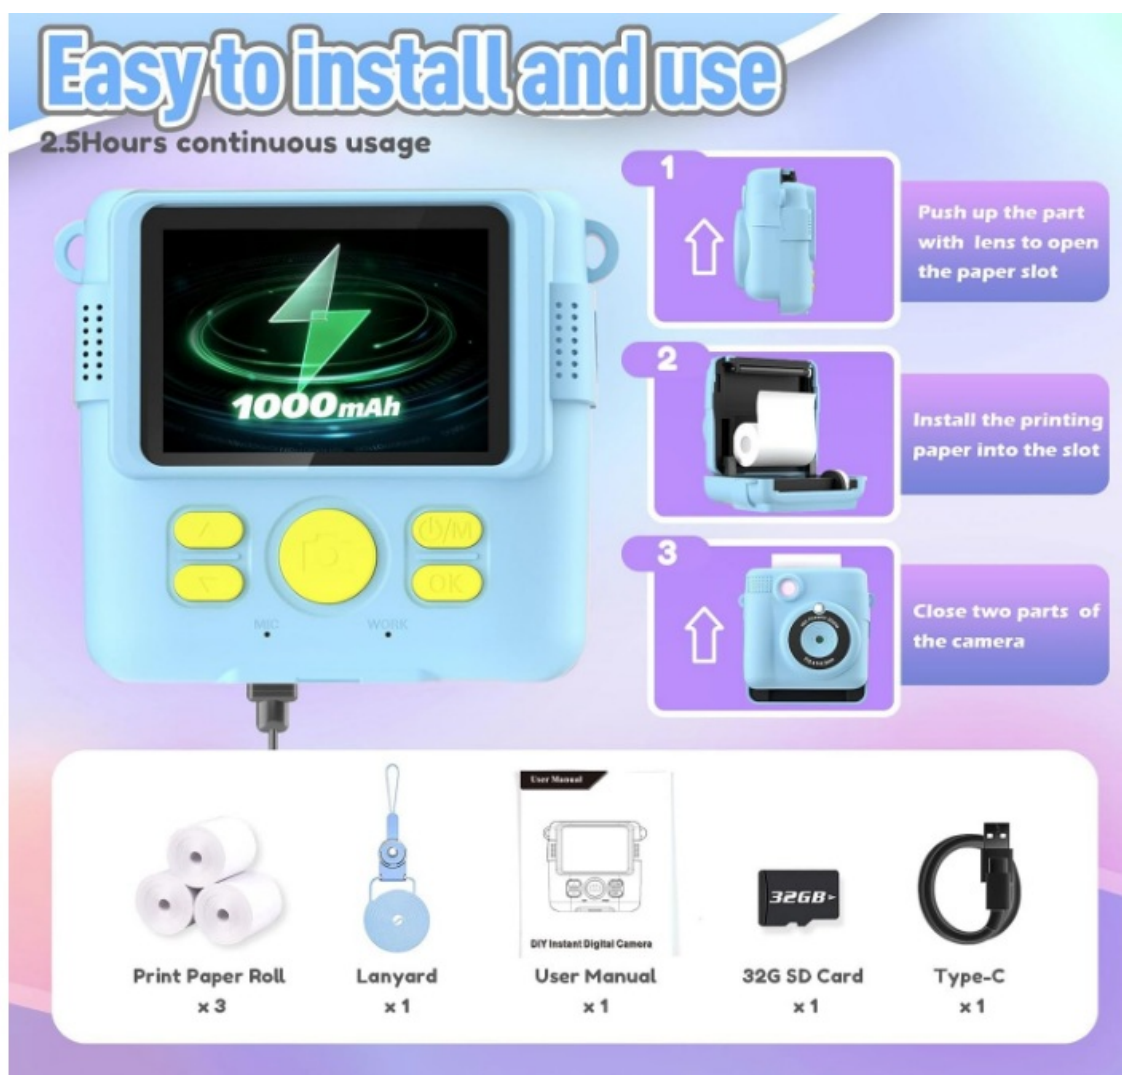 Easy to install and use
2.5Hours continuous usage
1000mAh
⏻/M
OK
MIC
WORK
1
Push up the part
with lens to open
the paper slot
2
Install the printing
paper into the slot
3
Close two parts of
the camera
User Manual
DIY Instant Digital Camera
32GB
Print Paper Roll
x 3
Lanyard
x 1
User Manual
x 1
32G SD Card
x 1
Type-C
x 1